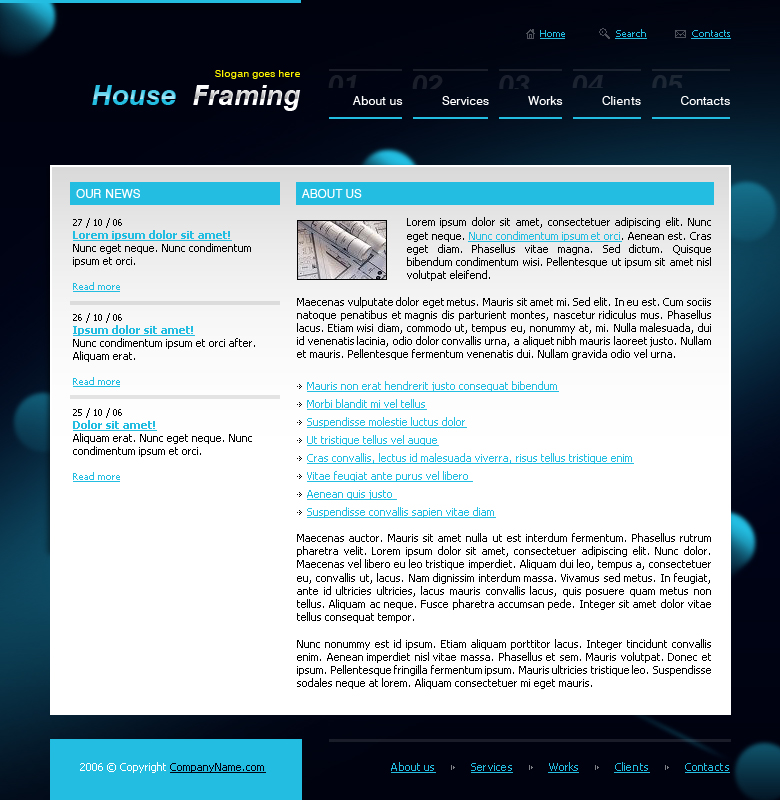 Home Search Contacts
Slogan goes here
House Framing
01 02 03 04 05
About us Services Works Clients Contacts
OUR NEWS
27 / 10 / 06
Lorem ipsum dolor sit amet!
Nunc eget neque. Nunc condimentum
ipsum et orci.
Read more
26 / 10 / 06
Ipsum dolor sit amet!
Nunc condimentum ipsum et orci after.
Aliquam erat.
Read more
25 / 10 / 06
Dolor sit amet!
Aliquam erat. Nunc eget neque. Nunc
condimentum ipsum et orci.
Read more
ABOUT US
Lorem ipsum dolor sit amet, consectetuer adipiscing elit. Nunc
eget neque. Nunc condimentum ipsum et orci. Aenean est. Cras
eget diam. Phasellus vitae magna. Sed dictum. Quisque
bibendum condimentum wisi. Pellentesque ut ipsum sit amet nisl
volutpat eleifend.
Maecenas vulputate dolor eget metus. Mauris sit amet mi. Sed elit. In eu est. Cum sociis
natoque penatibus et magnis dis parturient montes, nascetur ridiculus mus. Phasellus
lacus. Etiam wisi diam, commodo ut, tempus eu, nonummy at, mi. Nulla malesuada, dui
id venenatis lacinia, odio dolor convallis urna, a aliquet nibh mauris laoreet justo. Nullam
et mauris. Pellentesque fermentum venenatis dui. Nullam gravida odio vel urna.
Mauris non erat hendrerit justo consequat bibendum
Morbi blandit mi vel tellus
Suspendisse molestie luctus dolor
Ut tristique tellus vel augue
Cras convallis, lectus id malesuada viverra, risus tellus tristique enim
Vitae feugiat ante purus vel libero
Aenean quis justo
Suspendisse convallis sapien vitae diam
Maecenas auctor. Mauris sit amet nulla ut est interdum fermentum. Phasellus rutrum
pharetra velit. Lorem ipsum dolor sit amet, consectetuer adipiscing elit. Nunc dolor.
Maecenas vel libero eu leo tristique imperdiet. Aliquam dui leo, tempus a, consectetuer
eu, convallis ut, lacus. Nam dignissim interdum massa. Vivamus sed metus. In feugiat,
ante id ultricies ultricies, lacus mauris convallis lacus, quis posuere quam metus non
tellus. Aliquam ac neque. Fusce pharetra accumsan pede. Integer sit amet dolor vitae
tellus consequat tempor.
Nunc nonummy est id ipsum. Etiam aliquam porttitor lacus. Integer tincidunt convallis
enim. Aenean imperdiet nisl vitae massa. Phasellus et sem. Mauris volutpat. Donec et
ipsum. Pellentesque fringilla fermentum ipsum. Mauris ultricies tristique leo. Suspendisse
sodales neque at lorem. Aliquam consectetuer mi eget mauris.
2006 © Copyright CompanyName.com
About us Services Works Clients Contacts